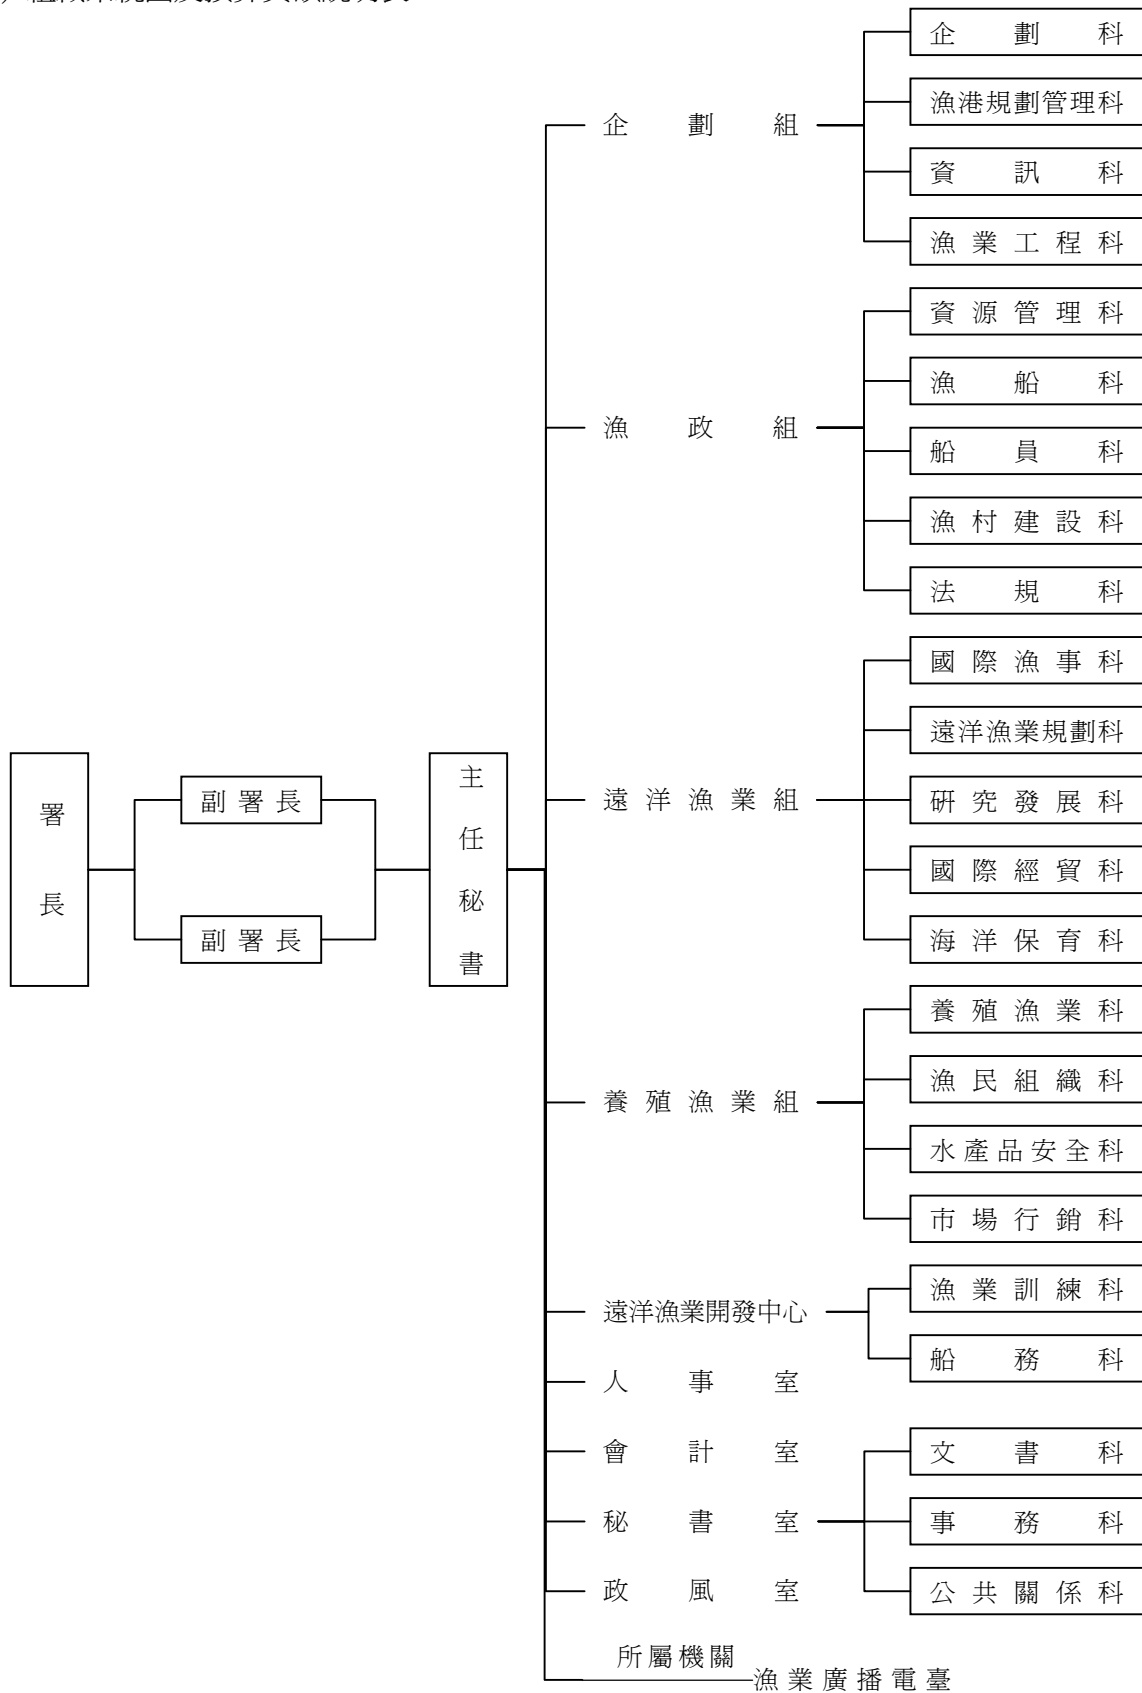 企劃科
漁港規劃管理科
企劃組
資訊科
漁業工程科
資源管理科
漁船科
漁政組
船員科
漁村建設科
法規科
國際漁事科
遠洋漁業規劃科
署長
副署長
副署長
主任秘書
遠洋漁業組
研究發展科
國際經貿科
海洋保育科
養殖漁業科
漁民組織科
養殖漁業組
水產品安全科
市場行銷科
漁業訓練科
遠洋漁業開發中心
船務科
人事室
會計室
文書科
秘書室
事務科
政風室
公共關係科
所屬機關
漁業廣播電臺